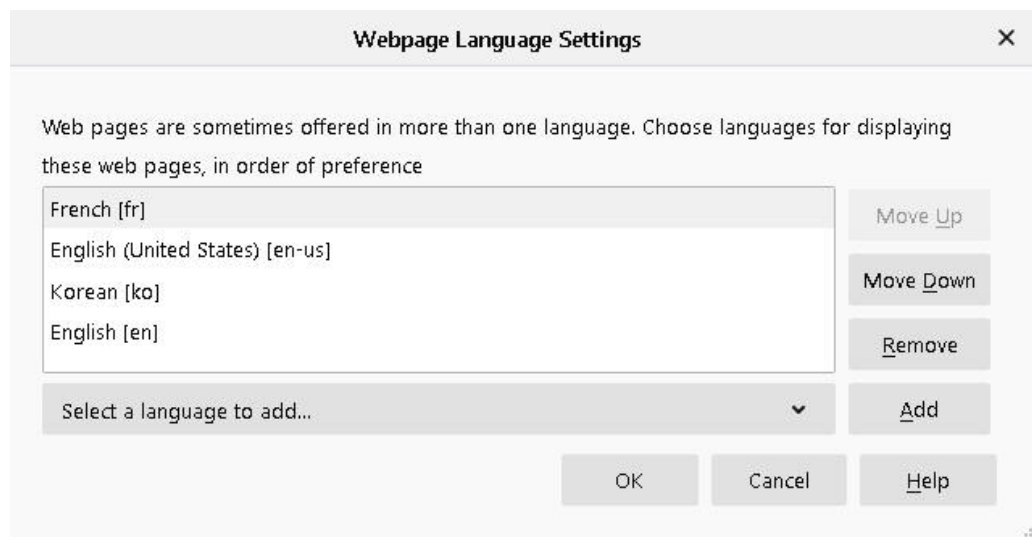 Webpage Language Settings
Web pages are sometimes offered in more than one language. Choose languages for displaying
these web pages, in order of preference
French [fr]
Move Up
English (United States) [en-us]
Korean [ko]
Move Down
English [en]
Remove
Select a language to add...
Add
OK
Cancel
Help